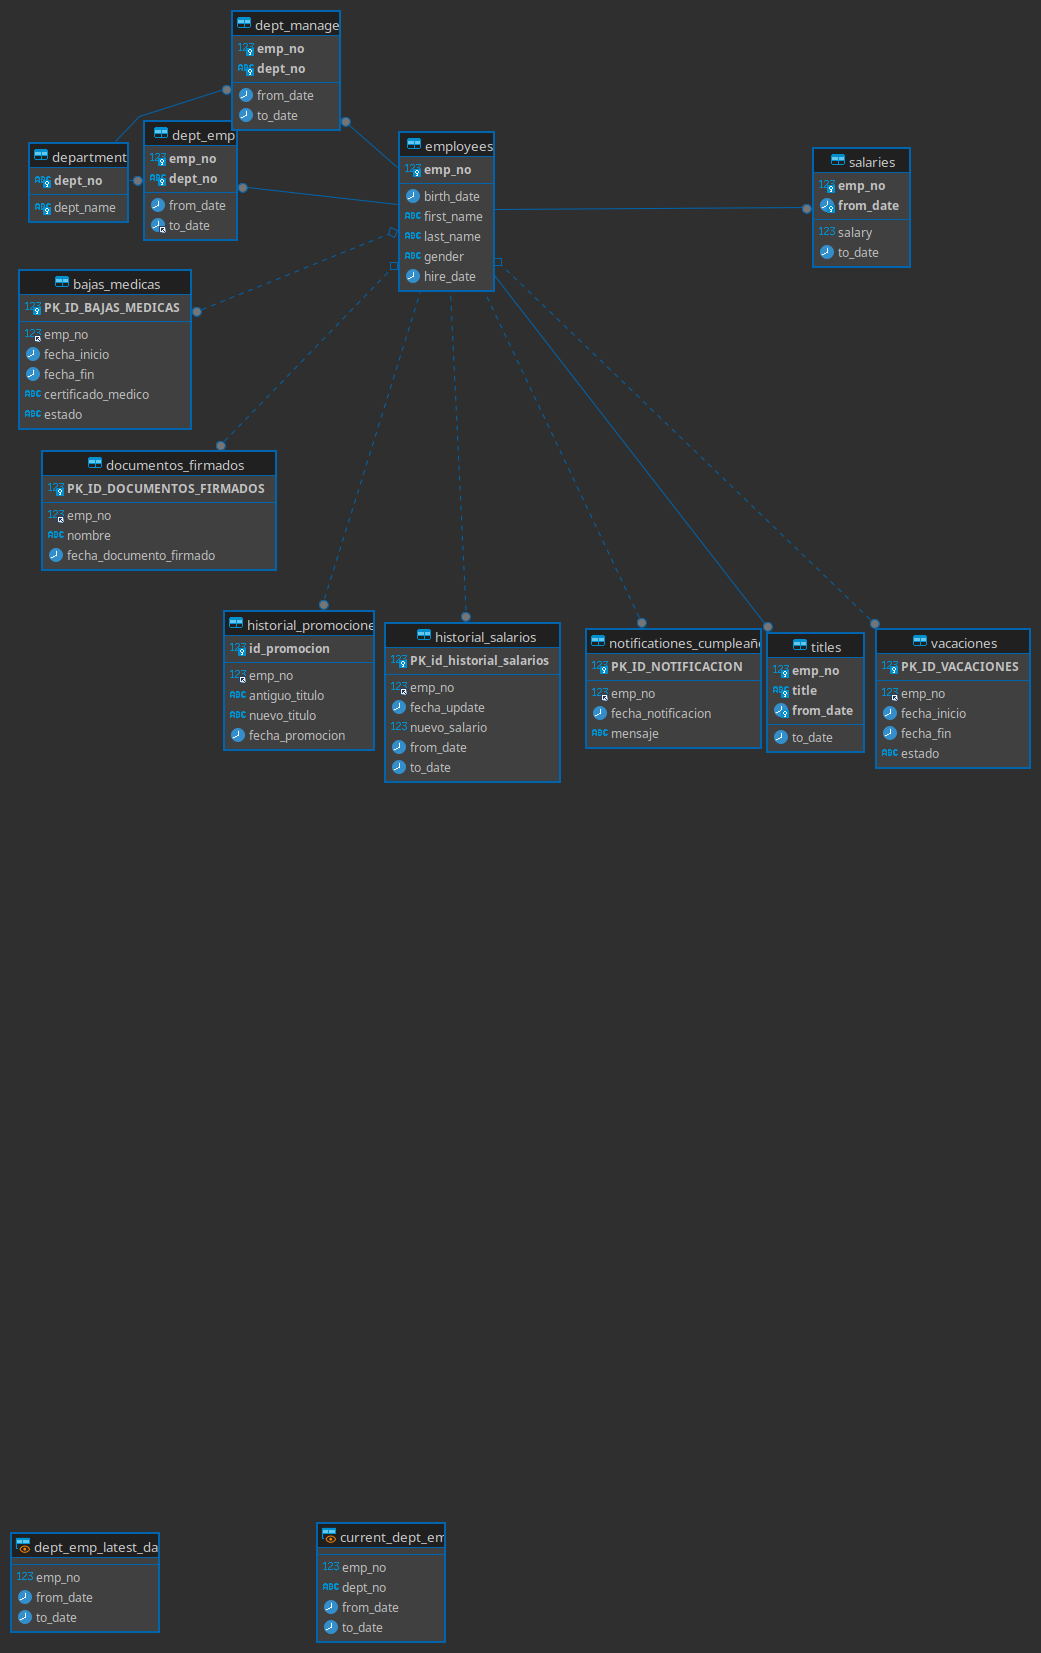 dept_manage
emp_no
dept_no
from_date
to_date
department
dept_no
dept_name
dept_emp
emp_no
dept_no
from_date
to_date
employees
emp_no
birth_date
first_name
last_name
gender
hire_date
salaries
emp_no
from_date
salary
to_date
bajas_medicas
PK_ID_BAJAS_MEDICAS
emp_no
fecha_inicio
fecha_fin
certificado_medico
estado
documentos_firmados
PK_ID_DOCUMENTOS_FIRMADOS
emp_no
nombre
fecha_documento_firmado
historial_promocione
id_promocion
emp_no
antiguo_titulo
nuevo_titulo
fecha_promocion
historial_salarios
PK_id_historial_salarios
emp_no
fecha_update
nuevo_salario
from_date
to_date
notificationes_cumpleañ
PK_ID_NOTIFICACION
emp_no
fecha_notificacion
mensaje
titles
emp_no
title
from_date
to_date
vacaciones
PK_ID_VACACIONES
emp_no
fecha_inicio
fecha_fin
estado
dept_emp_latest_da
emp_no
from_date
to_date
current_dept_em
emp_no
dept_no
from_date
to_date